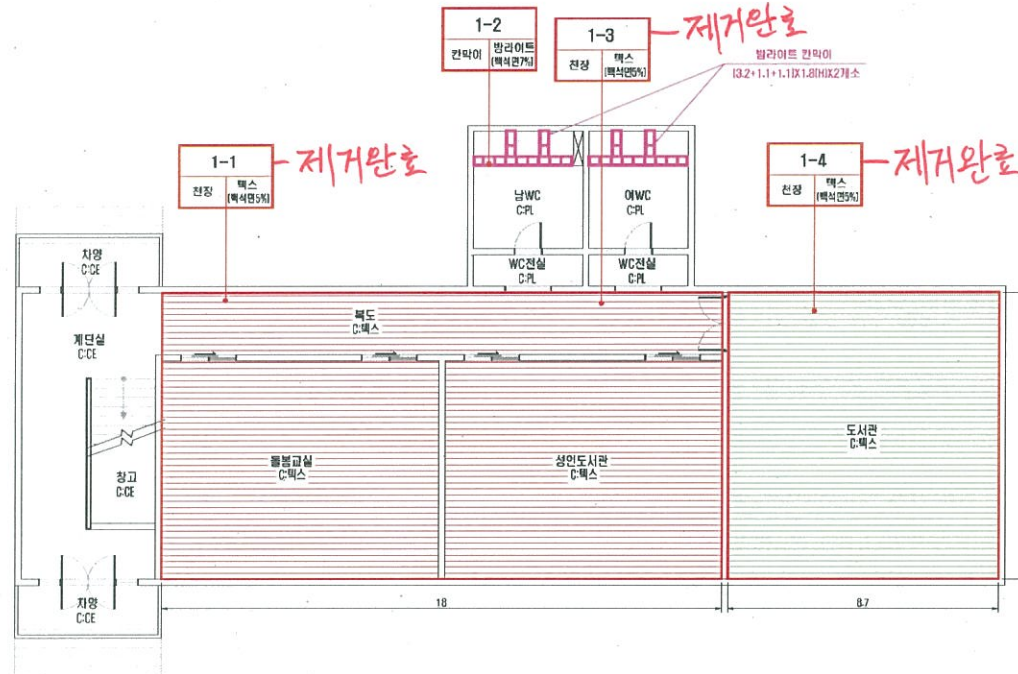 1-2
칸막이
밤라이트
(백석면7%)
1-3
천장
텍스
(백석면5%)
제거완료
밤라이트 칸막이
(3.2+1.1+1.1)X1.8(H)X2개소
1-1
천장
텍스
(백석면5%)
제거완료
1-4
천장
텍스
(백석면5%)
제거완료
남WC
C:PL
여WC
C:PL
WC전실
C:PL
WC전실
C:PL
차양
C:CE
계단실
C:CE
복도
C:텍스
창고
C:CE
돌봄교실
C:텍스
성인도서관
C:텍스
도서관
C:텍스
차양
C:CE
18
8.7